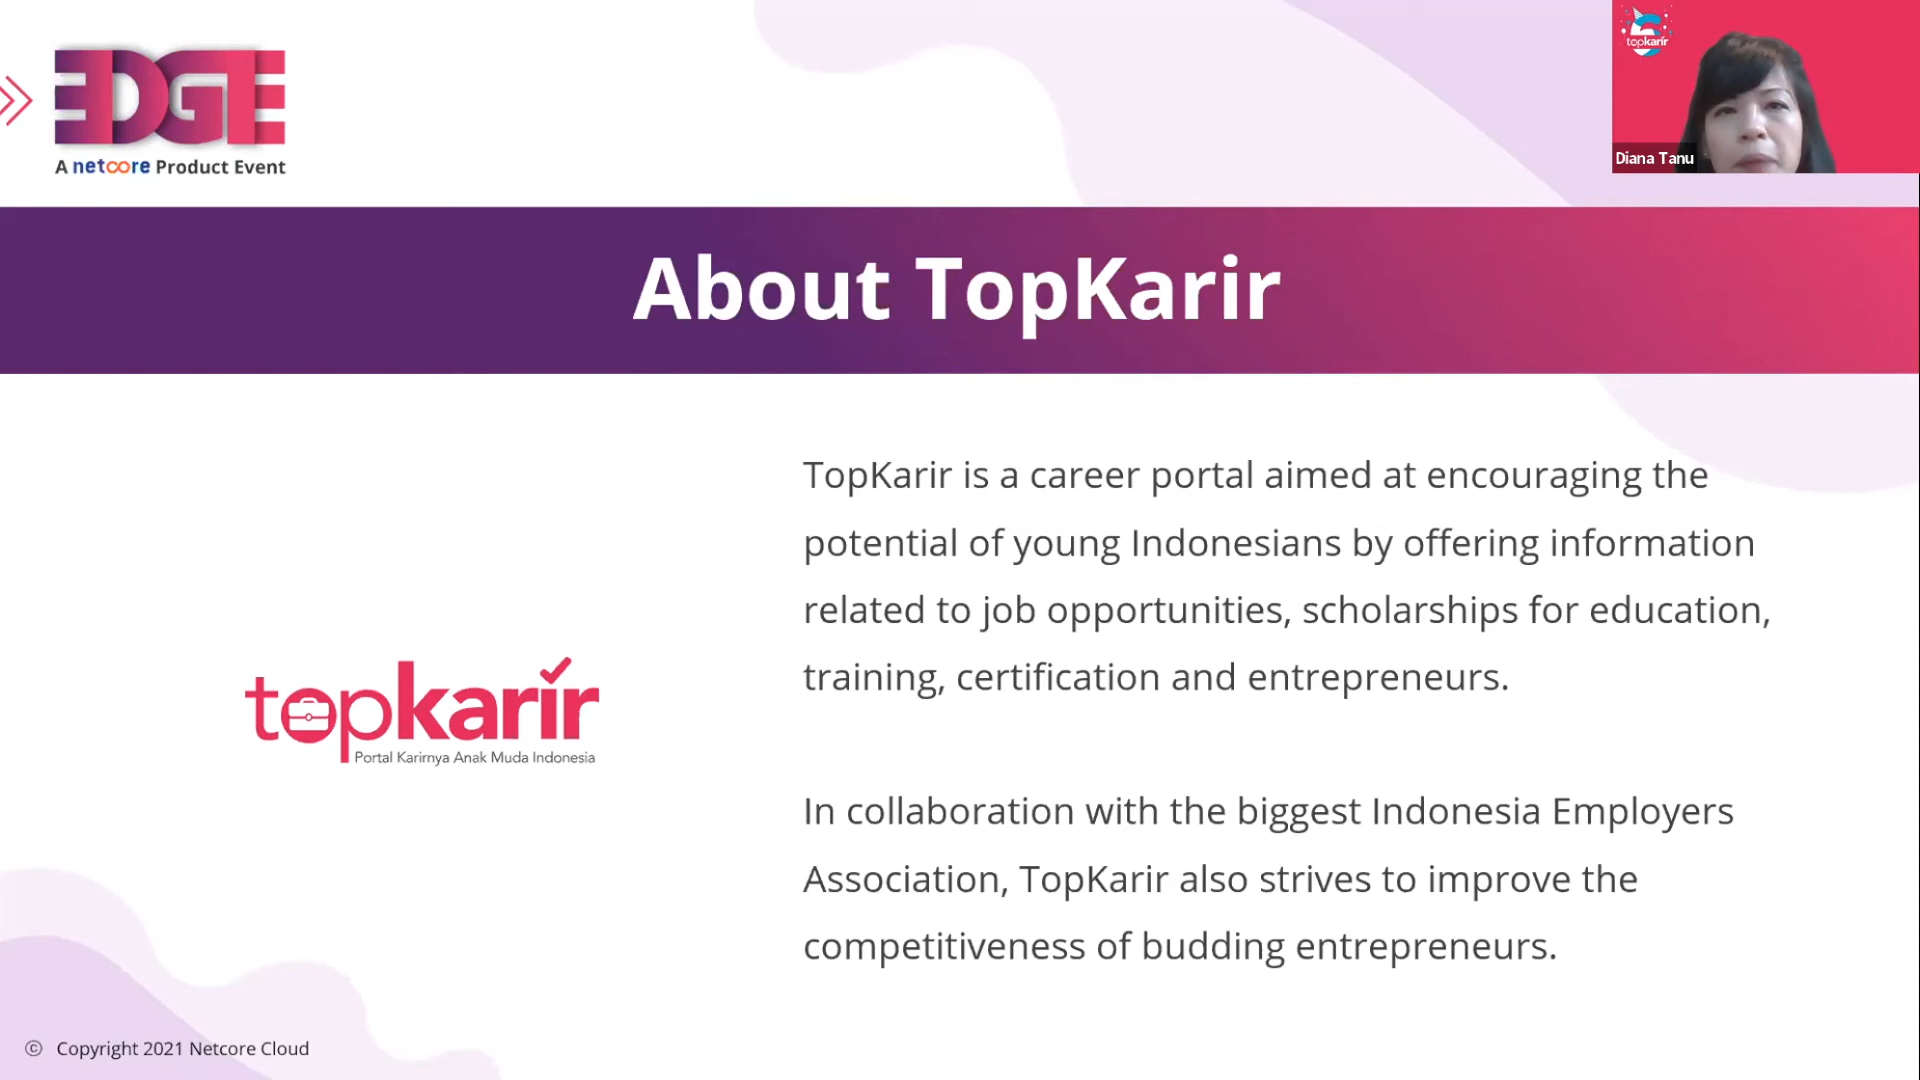 EDGE
A netcore Product Event
topkarir
Diana Tanu
About TopKarir
TopKarir is a career portal aimed at encouraging the
potential of young Indonesians by offering information
related to job opportunities, scholarships for education,
training, certification and entrepreneurs.
topkarir
Portal Karirnya Anak Muda Indonesia
In collaboration with the biggest Indonesia Employers
Association, TopKarir also strives to improve the
competitiveness of budding entrepreneurs.
© Copyright 2021 Netcore Cloud